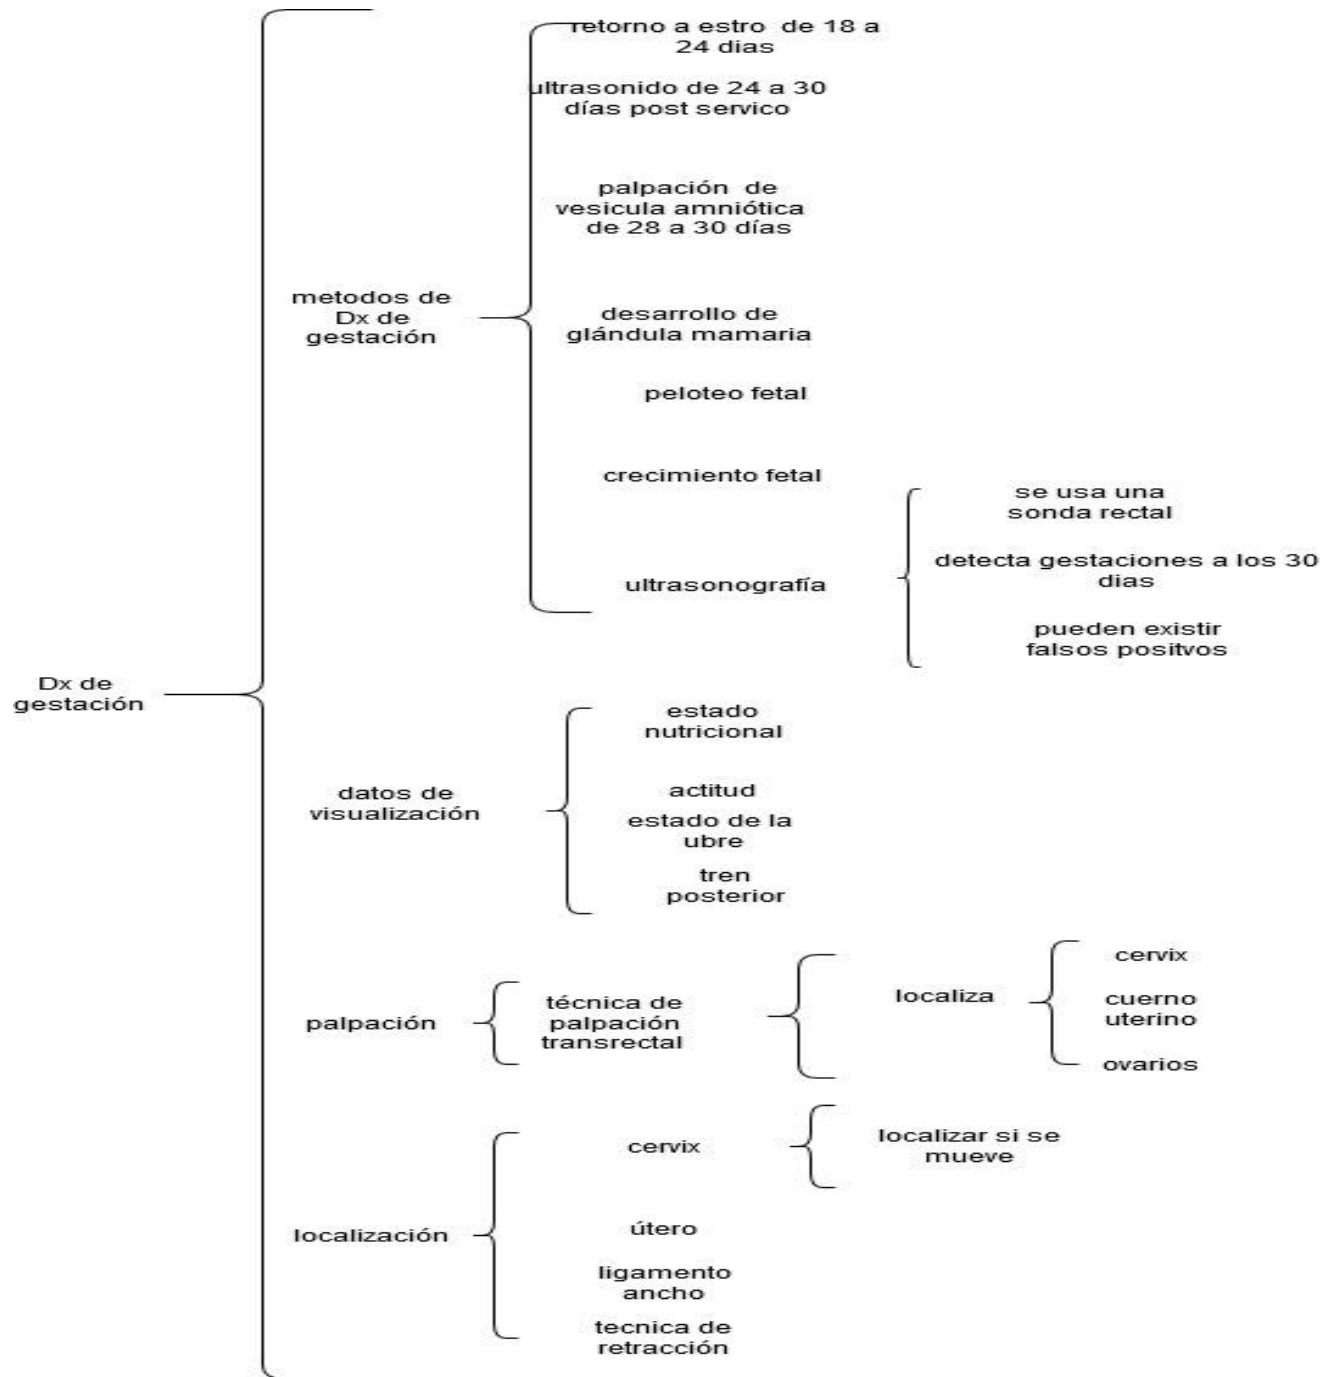 retorno a estro de 18 a
24 dias
ultrasonido de 24 a 30
días post servico
palpación de
vesicula amniótica
de 28 a 30 días
metodos de
Dx de
gestación
desarrollo de
glándula mamaria
peloteo fetal
crecimiento fetal
ultrasonografía
se usa una
sonda rectal
detecta gestaciones a los 30
dias
pueden existir
falsos positvos
Dx de
gestación
datos de
visualización
estado
nutricional
actitud
estado de la
ubre
tren
posterior
palpación
técnica de
palpación
transrectal
localiza
cervix
cuerno
uterino
ovarios
localización
cervix
localizar si se
mueve
útero
ligamento
ancho
tecnica de
retracción